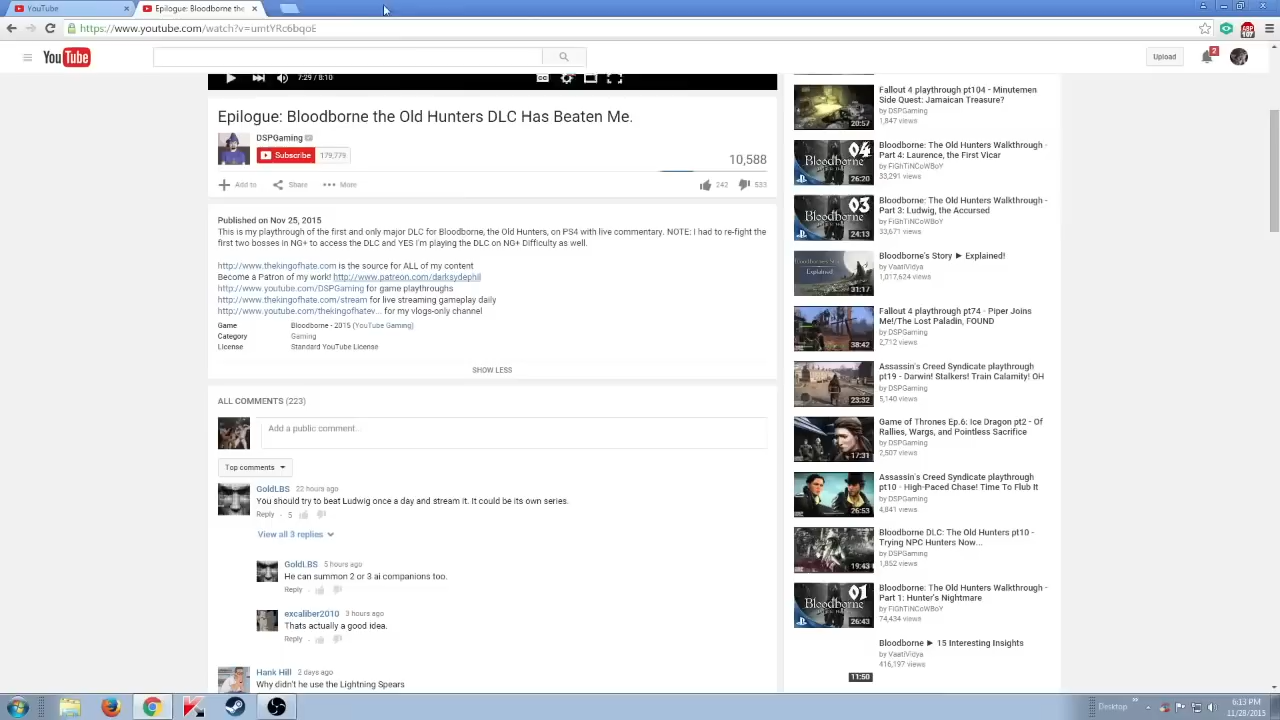 YouTube
Bloodborne the
https://www.youtube.com/watch?v=umtYRc6bqioE
YouTube
Upload
2
7:29 / 8:10
Epilogue: Bloodborne the Old Hunters DLC Has Beaten Me.
DSPGaming
Subscribe 179,779
10,588
Add to Share More
242 533
Published on Nov 25, 2015
This is my playthrough of the first and only major DLC for Bloodborne, the Old Hunters, on PS4 with live commentary. NOTE: I had to re-fight the
first two bosses in NG+ to access the DLC and YES I'm playing the DLC on NG+ Difficulty as well.
http://www.thekingofhate.com is the source for ALL of my content
Become a Patron of my work! http://www.patreon.com/darksydephil
http://www.youtube.com/DSPGaming for game playthroughs
http://www.thekingofhate.com/stream for live streaming gameplay daily
http://www.youtube.com/thekingofhatev... for my vlogs-only channel
Game Bloodborne - 2015 (YouTube Gaming)
Category Gaming
License Standard YouTube License
SHOW LESS
ALL COMMENTS (223)
Add a public comment...
Top comments
GoldLBS 22 hours ago
You should try to beat Ludwig once a day and stream it. It could be its own series.
Reply · 5
View all 3 replies
GoldLBS 5 hours ago
He can summon 2 or 3 ai companions too.
Reply ·
excaliber2010 3 hours ago
Thats actually a good idea.
Reply ·
Hank Hill 2 days ago
Why didn't he use the Lightning Spears
Fallout 4 playthrough pt104 - Minutemen
Side Quest: Jamaican Treasure?
by DSPGaming
1,847 views
20:57
Bloodborne: The Old Hunters Walkthrough -
Part 4: Laurence, the First Vicar
by FiGhTiNCoWBoY
33,291 views
04
Bloodborne
26:20
Bloodborne: The Old Hunters Walkthrough -
Part 3: Ludwig, the Accursed
by FiGhTiNCoWBoY
33,671 views
03
Bloodborne
24:13
Bloodborne's Story ► Explained!
by VaatiVidya
1,017,624 views
Bloodborne's Story
Explained!
31:17
Fallout 4 playthrough pt74 - Piper Joins
Me!/The Lost Paladin, FOUND
by DSPGaming
2,712 views
38:42
Assassin's Creed Syndicate playthrough
pt19 - Darwin! Stalkers! Train Calamity! OH
by DSPGaming
5,140 views
23:32
Game of Thrones Ep.6: Ice Dragon pt2 - Of
Rallies, Wargs, and Pointless Sacrifice
by DSPGaming
2,507 views
17:31
Assassin's Creed Syndicate playthrough
pt10 - High-Paced Chase! Time To Flub It
by DSPGaming
4,841 views
26:53
Bloodborne DLC: The Old Hunters pt10 -
Trying NPC Hunters Now...
by DSPGaming
1,852 views
19:43
Bloodborne: The Old Hunters Walkthrough -
Part 1: Hunter's Nightmare
by FiGhTiNCoWBoY
74,434 views
01
Bloodborne
26:43
Bloodborne ► 15 Interesting Insights
by VaatiVidya
416,197 views
11:50
Desktop
6:13 PM
11/28/2015